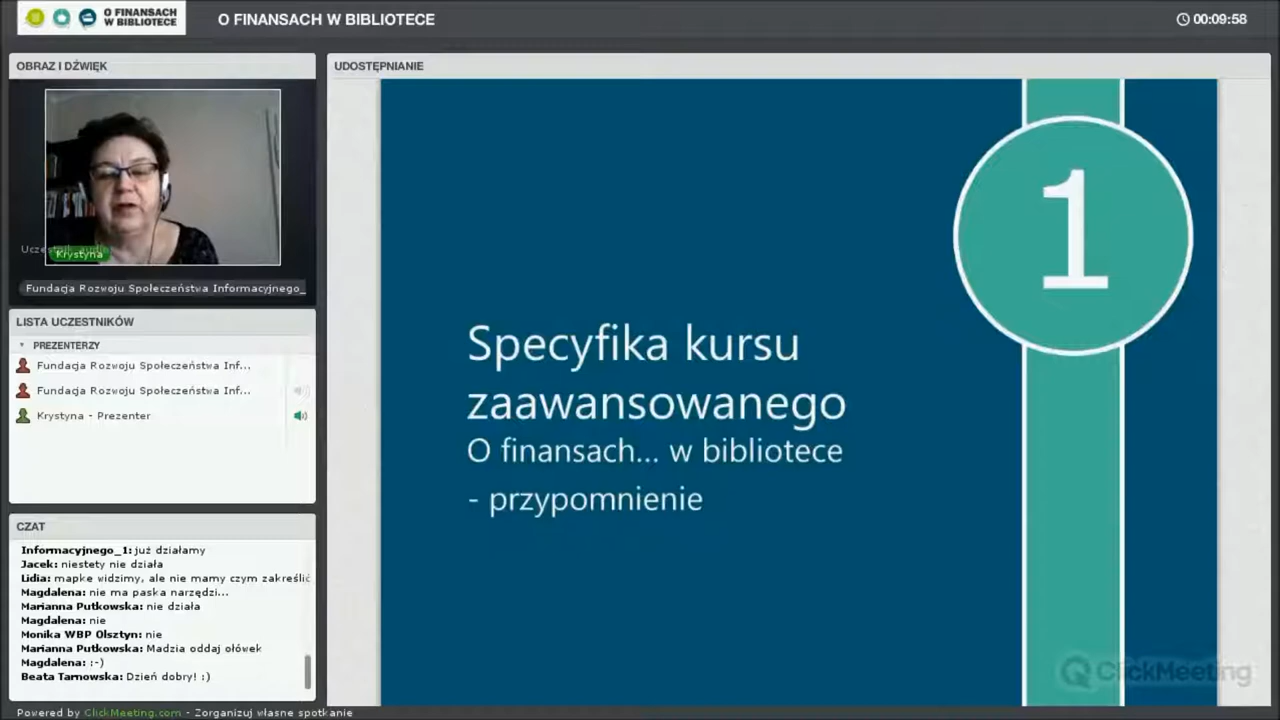 O FINANSACH
W BIBLIOTECE
O FINANSACH W BIBLIOTECE
00:09:58
OBRAZ I DŹWIĘK
Uczestnik audio
Krystyna
Fundacja Rozwoju Społeczeństwa Informacyjnego_
LISTA UCZESTNIKÓW
PREZENTERZY
Fundacja Rozwoju Społeczeństwa Inf...
Fundacja Rozwoju Społeczeństwa Inf...
Krystyna - Prezenter
CZAT
Informacyjnego_1: już działamy
Jacek: niestety nie działa
Lidia: mapkę widzimy, ale nie mamy czym zakreślić
Magdalena: nie ma paska narzędzi...
Marianna Putkowska: nie działa
Magdalena: nie
Monika WBP Olsztyn: nie
Marianna Putkowska: Madzia oddaj ołówek
Magdalena: :-)
Beata Tarnowska: Dzień dobry! :)
UDOSTĘPNIANIE
1
Specyfika kursu
zaawansowanego
O finansach... w bibliotece
- przypomnienie
ClickMeeting
Powered by ClickMeeting.com - Zorganizuj własne spotkanie